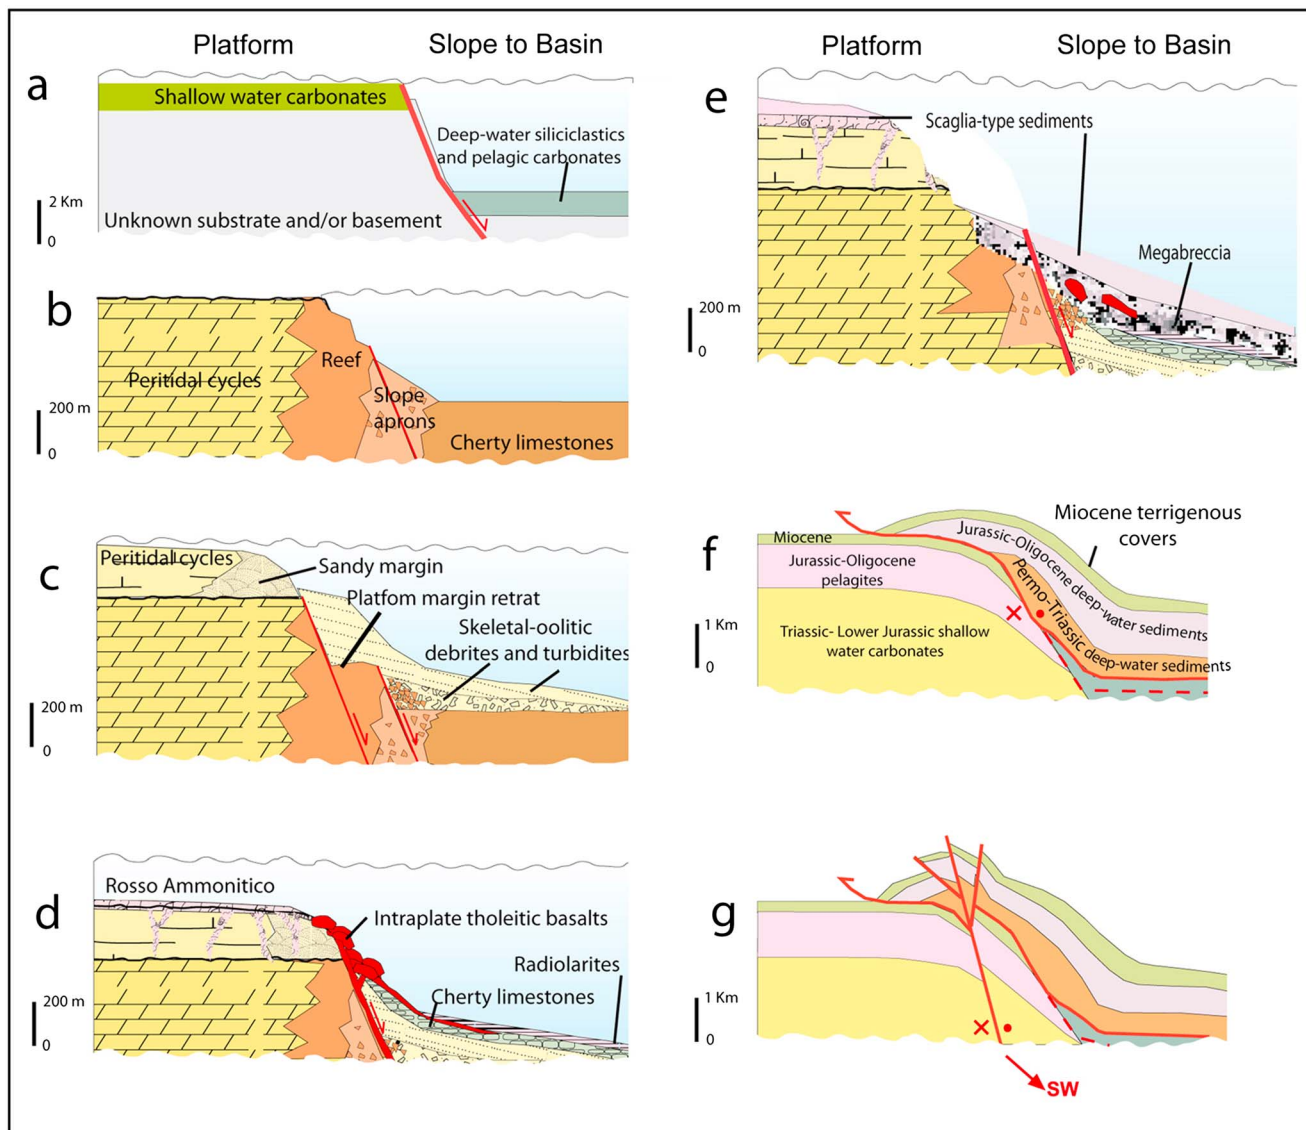 Platform
Slope to Basin
a
Shallow water carbonates
Deep-water siliciclastics
and pelagic carbonates
2 Km
0
Unknown substrate and/or basement
b
Reef
Peritidal cycles
Slope
aprons
200 m
0
Cherty limestones
c
Peritidal cycles
Sandy margin
Platfom margin retrat
Skeletal-oolitic
debrites and turbidites
200 m
0
d
Rosso Ammonitico
Intraplate tholeitic basalts
Radiolarites
Cherty limestones
200 m
0
Platform
Slope to Basin
e
Scaglia-type sediments
Megabreccia
200 m
0
f
Miocene terrigenous
covers
Miocene
Jurassic-Oligocene deep-water sediments
Jurassic-Oligocene
pelagites
Permo-Triassic deep-water sediments
Triassic- Lower Jurassic shallow
water carbonates
1 Km
0
g
1 Km
0
SW